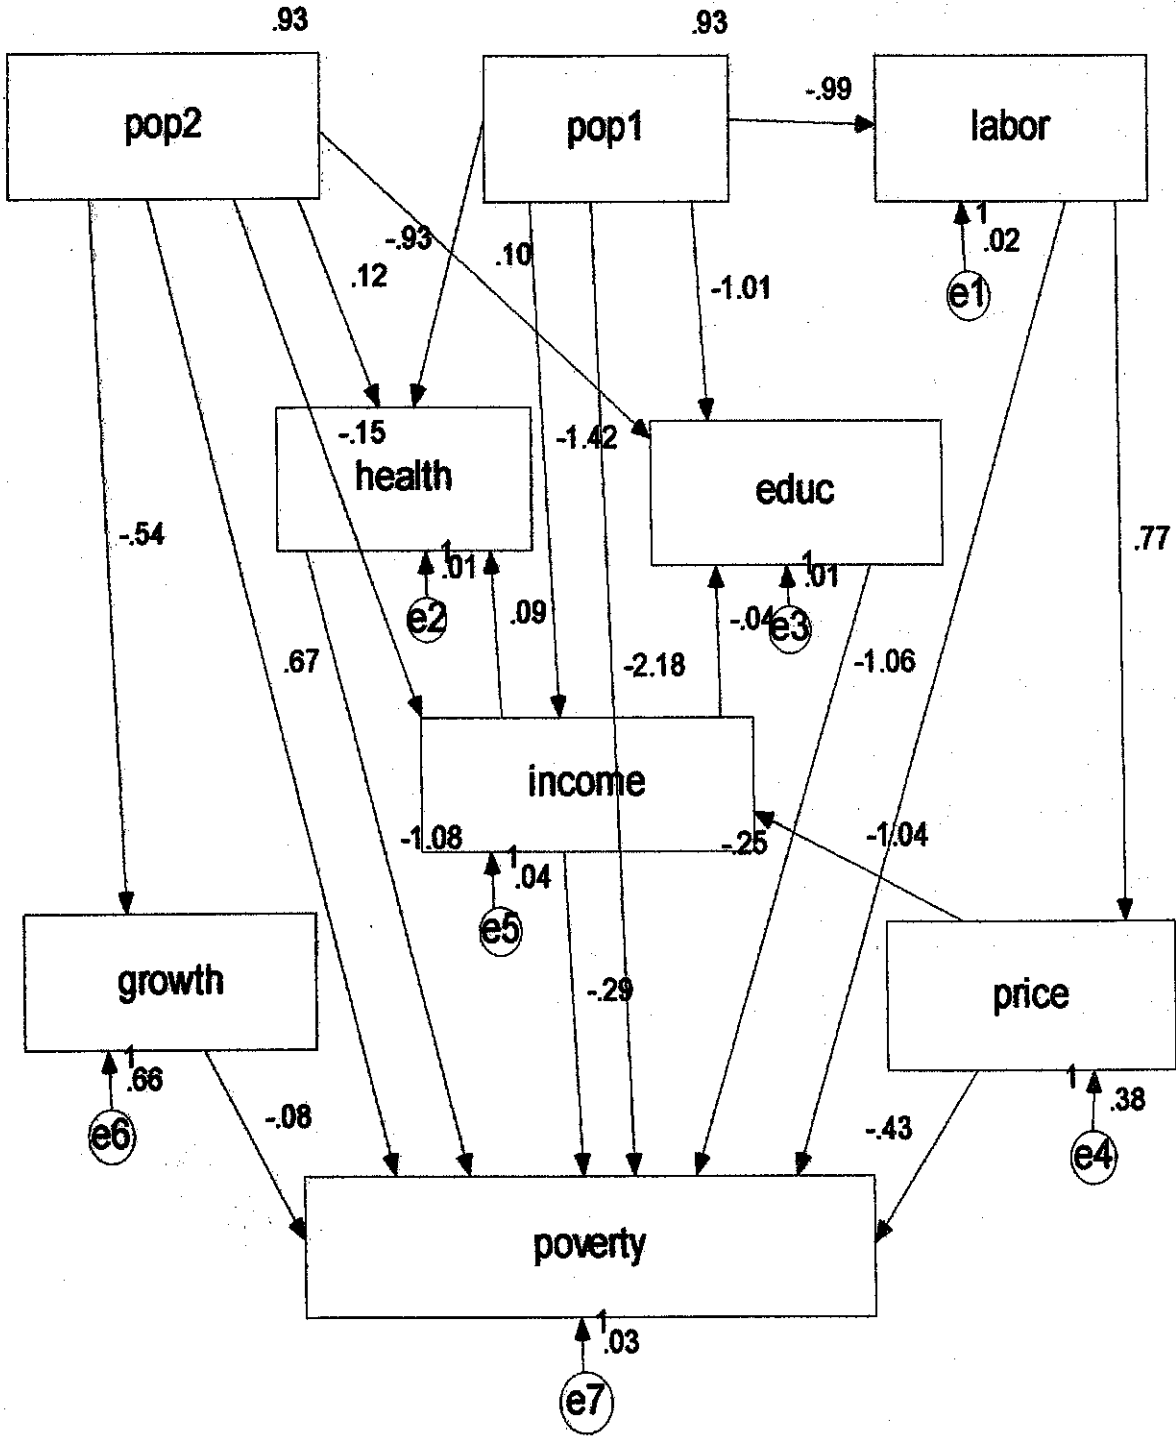 .93 .93
pop2 pop1 -.99 labor
-.93 .10 1 .02
.12 -1.01 e1
-.15 -1.42
health educ
-.54 .77
1 .01 1 .01
e2 .09 -.04 e3
.67 -2.18 -1.06
income
-1.08 -.25 -1.04
1 .04
e5
growth -.29 price
1 .66 1 .38
e6 -.08 -.43 e4
poverty
1 .03
e7